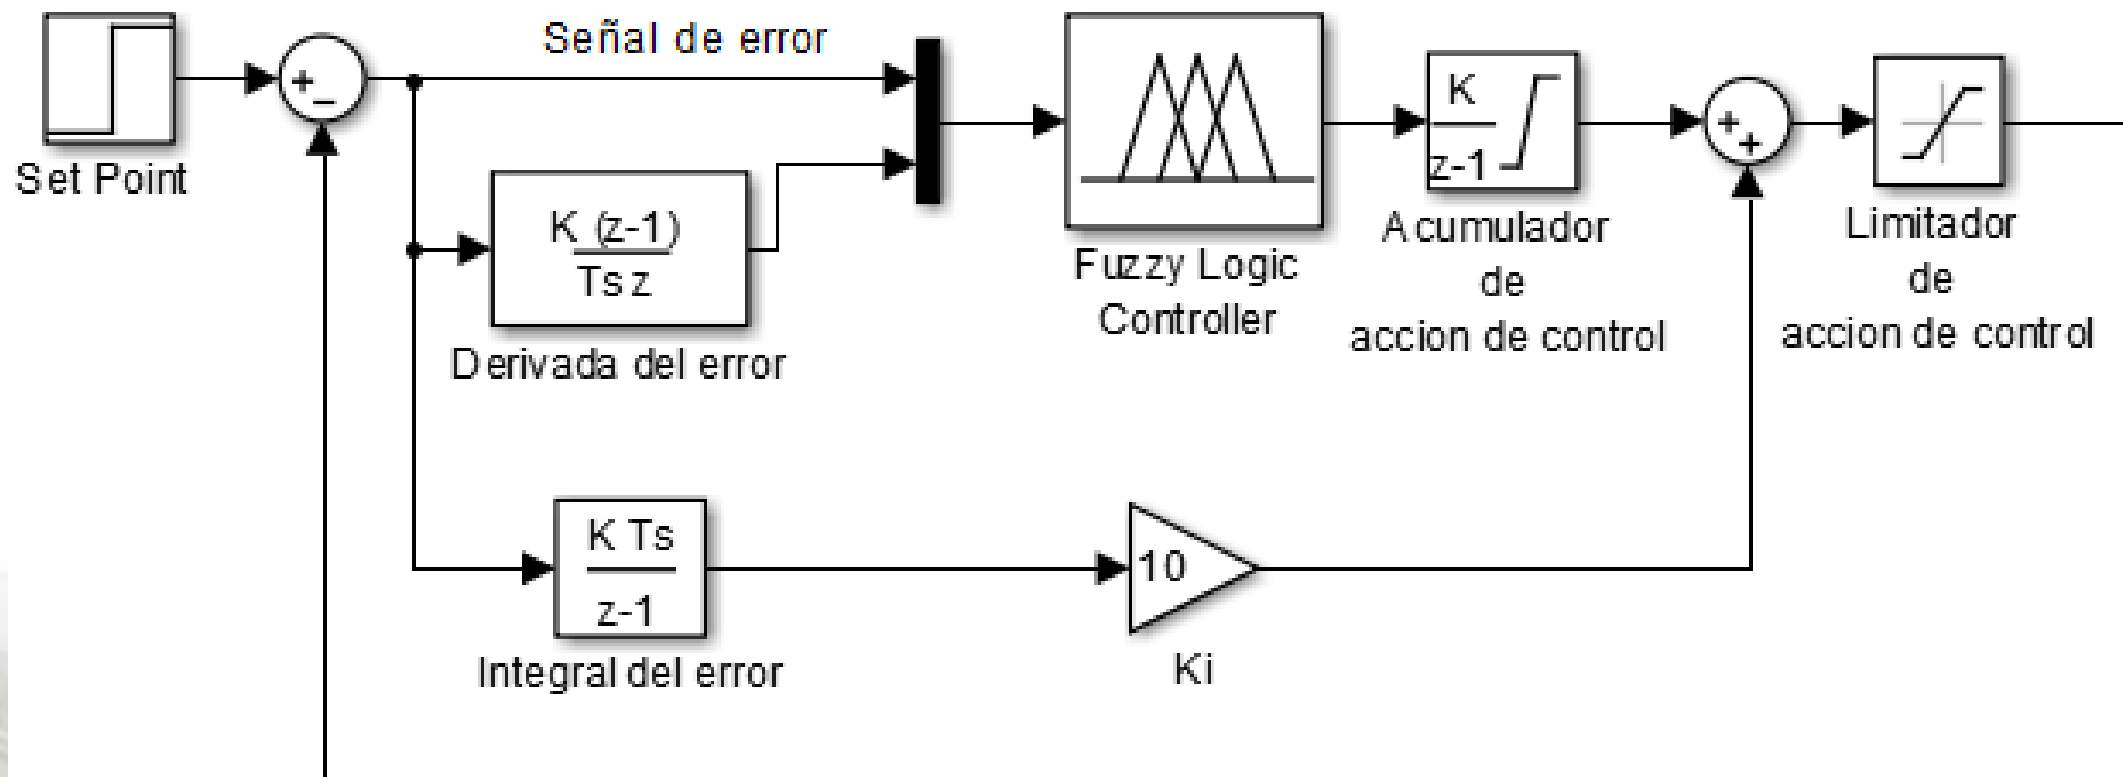 Señal de error
+
−
Set Point
K (z-1)
Ts z
Derivada del error
Fuzzy Logic
Controller
K
z-1
Acumulador
de
accion de control
+
+
Limitador
de
accion de control
K Ts
z-1
Integral del error
10
Ki